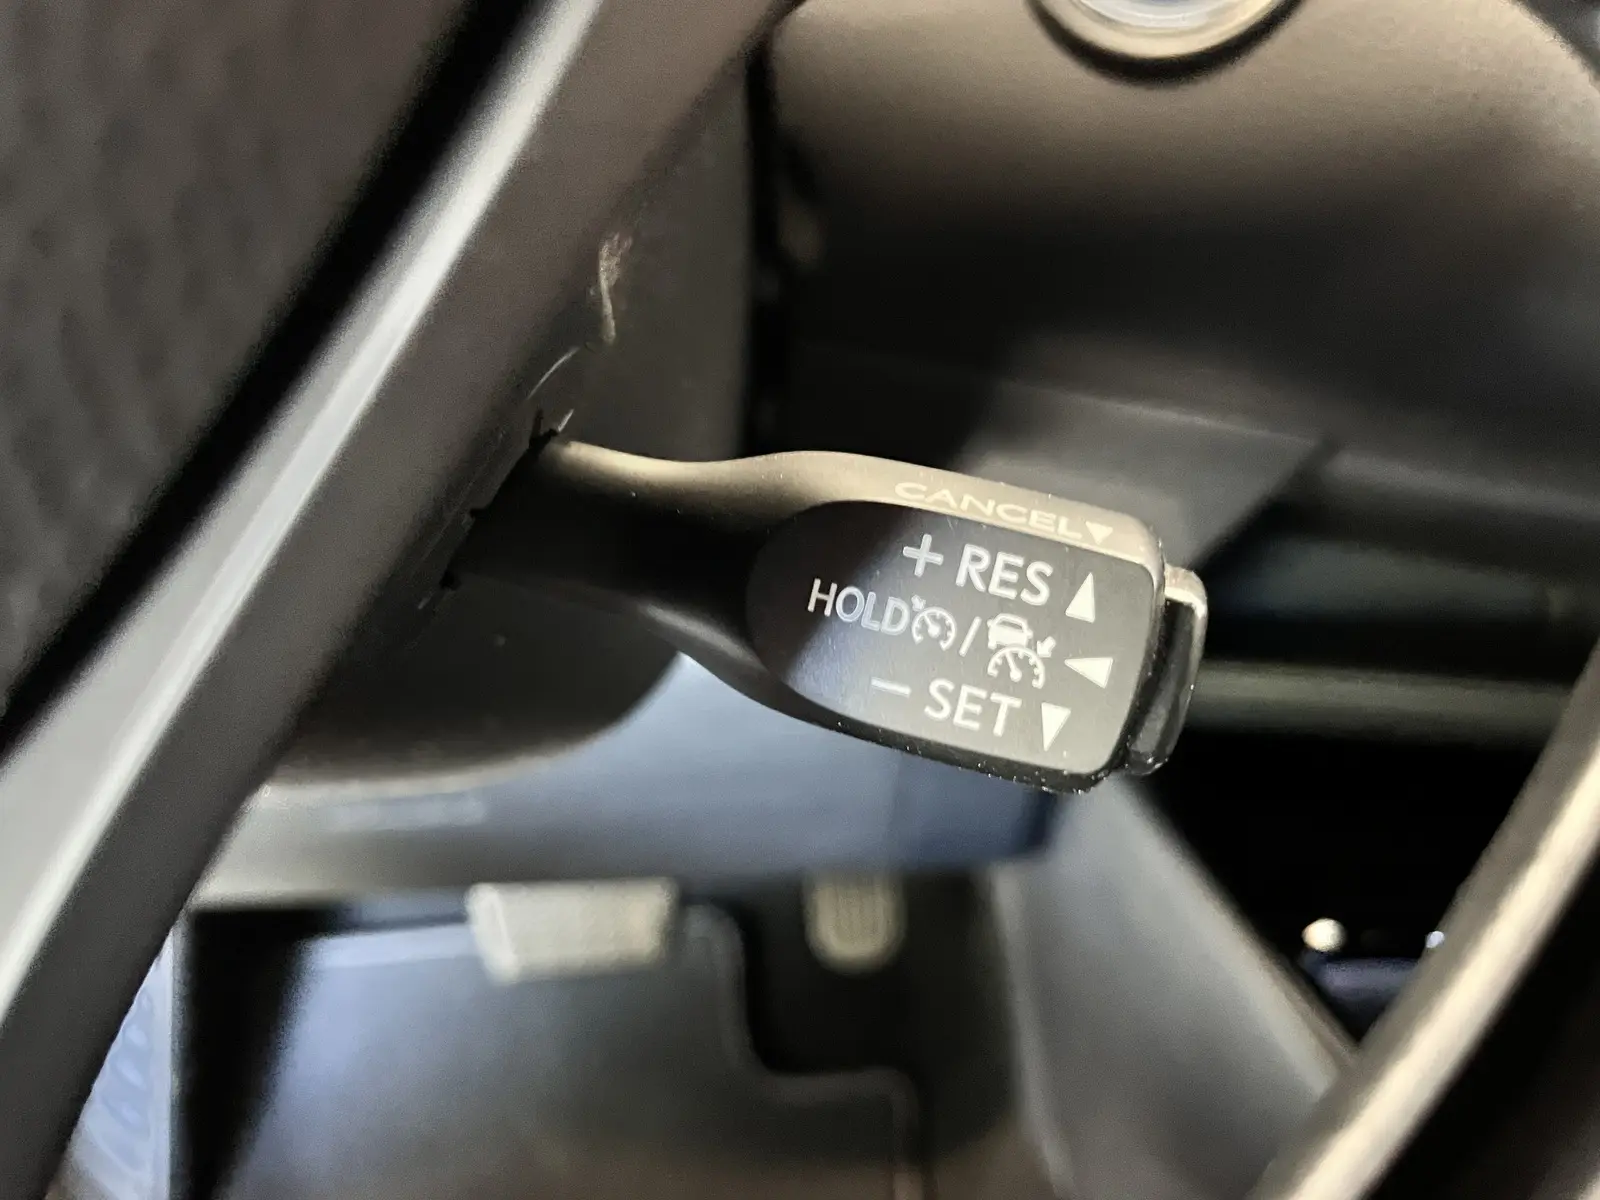 CANCEL▼
+ RES ▲
HOLD / ◀
− SET ▼